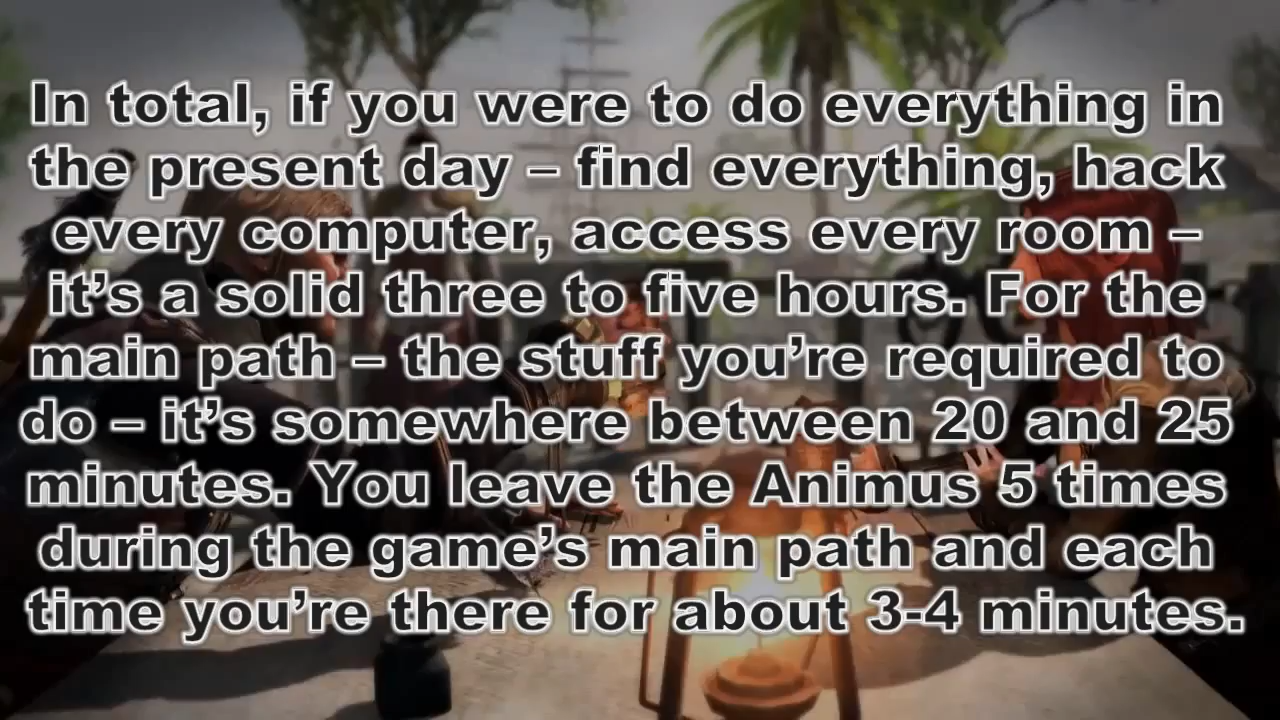 In total, if you were to do everything in
the present day – find everything, hack
every computer, access every room –
it’s a solid three to five hours. For the
main path – the stuff you’re required to
do – it’s somewhere between 20 and 25
minutes. You leave the Animus 5 times
during the game’s main path and each
time you’re there for about 3-4 minutes.